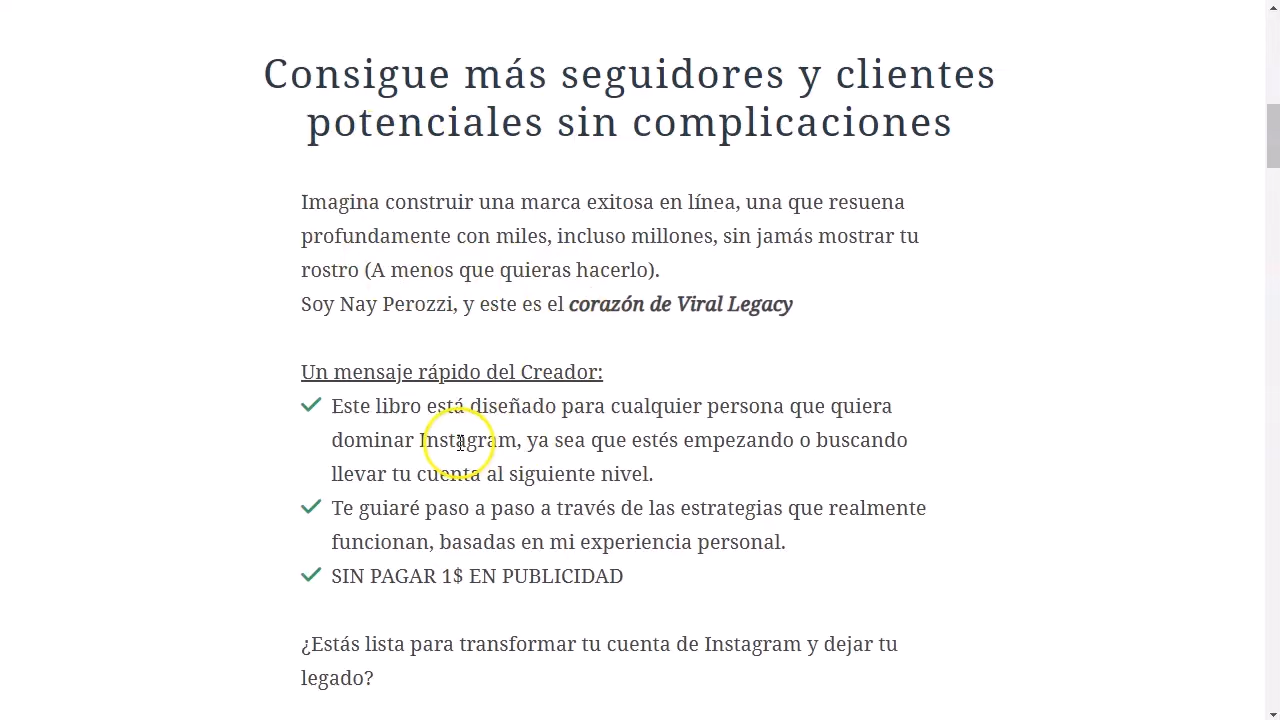 Consigue más seguidores y clientes
potenciales sin complicaciones
Imagina construir una marca exitosa en línea, una que resuena
profundamente con miles, incluso millones, sin jamás mostrar tu
rostro (A menos que quieras hacerlo).
Soy Nay Perozzi, y este es el corazón de Viral Legacy
Un mensaje rápido del Creador:
Este libro está diseñado para cualquier persona que quiera
dominar Instagram, ya sea que estés empezando o buscando
llevar tu cuenta al siguiente nivel.
Te guiaré paso a paso a través de las estrategias que realmente
funcionan, basadas en mi experiencia personal.
SIN PAGAR 1$ EN PUBLICIDAD
¿Estás lista para transformar tu cuenta de Instagram y dejar tu
legado?